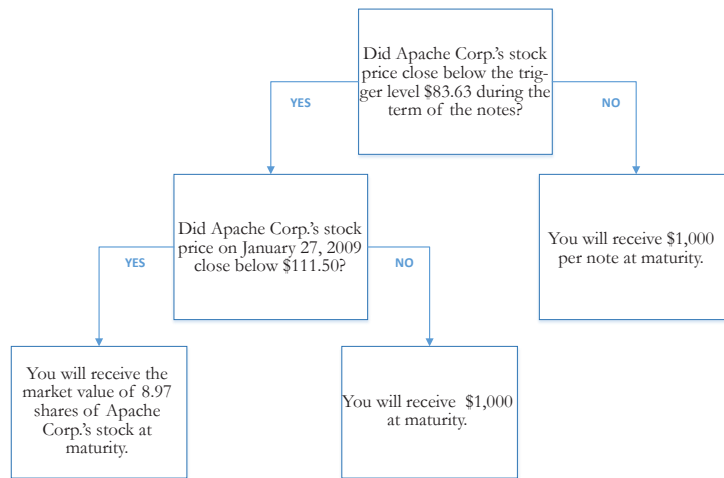 Did Apache Corp.'s stock
price close below the trig-
ger level $83.63 during the
term of the notes?
YES
NO
Did Apache Corp.'s stock
price on January 27, 2009
close below $111.50?
You will receive $1,000
per note at maturity.
YES
NO
You will receive the
market value of 8.97
shares of Apache
Corp.'s stock at
maturity.
You will receive $1,000
at maturity.